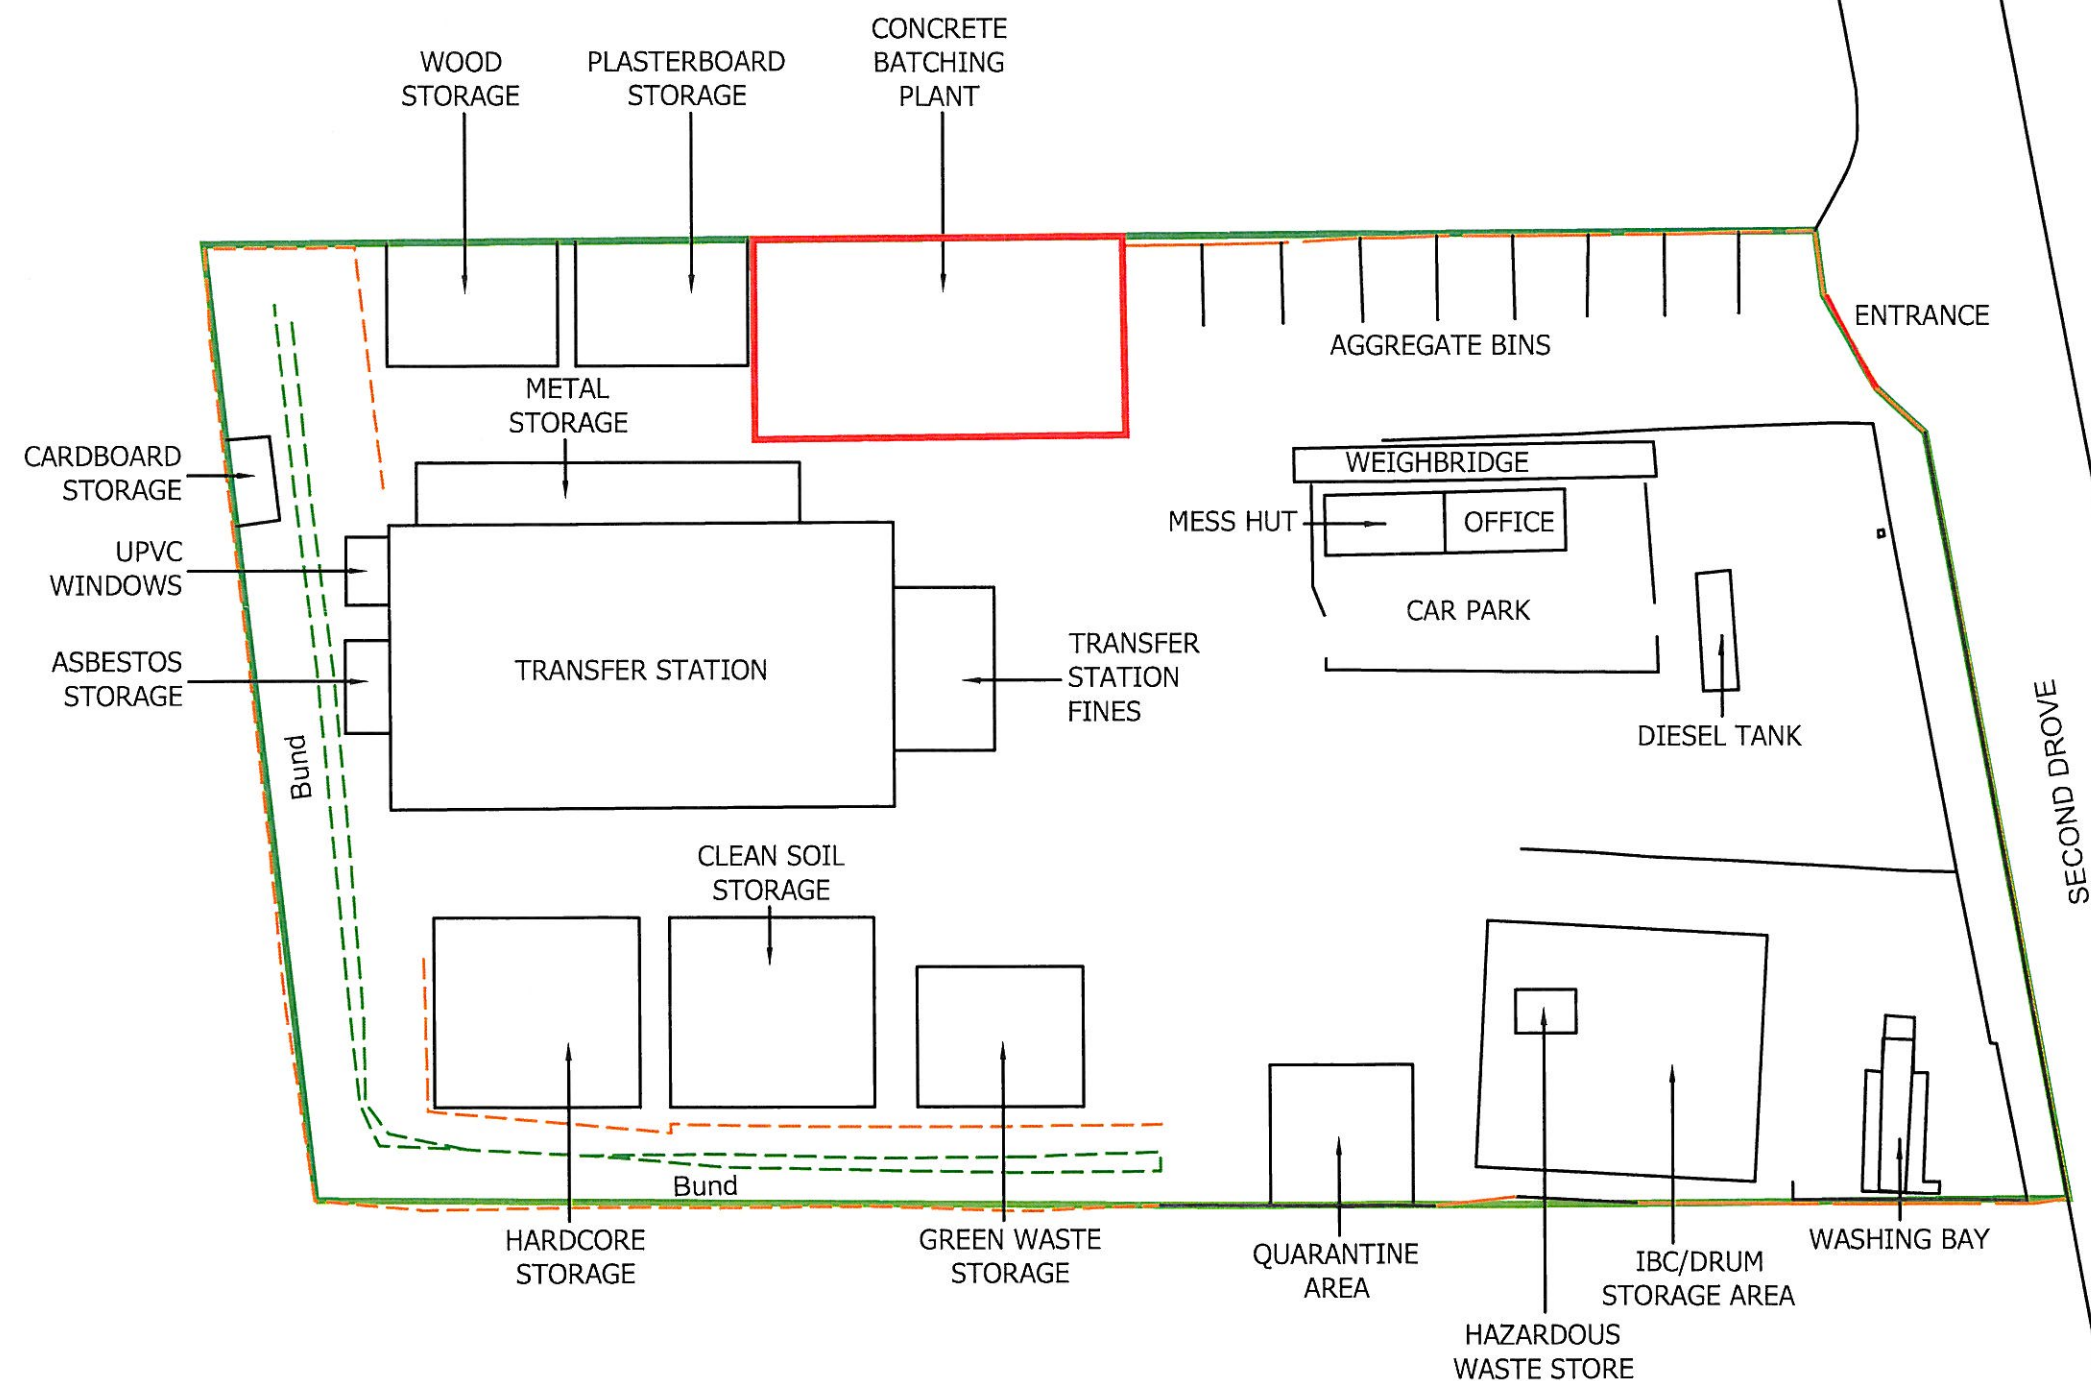 CONCRETE
BATCHING
PLANT
WOOD
STORAGE
PLASTERBOARD
STORAGE
ENTRANCE
AGGREGATE BINS
METAL
STORAGE
CARDBOARD
STORAGE
WEIGHBRIDGE
MESS HUT
OFFICE
UPVC
WINDOWS
CAR PARK
ASBESTOS
STORAGE
TRANSFER STATION
TRANSFER
STATION
FINES
DIESEL TANK
SECOND DROVE
Bund
CLEAN SOIL
STORAGE
Bund
HARDCORE
STORAGE
GREEN WASTE
STORAGE
QUARANTINE
AREA
IBC/DRUM
STORAGE AREA
WASHING BAY
HAZARDOUS
WASTE STORE